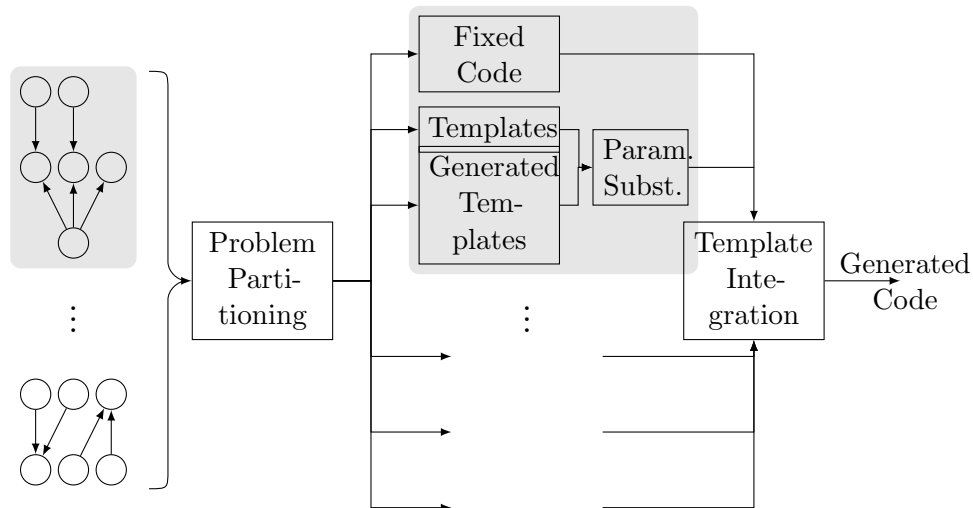 Fixed
Code
Templates
Generated
Tem-
plates
Param.
Subst.
Problem
Parti-
tioning
Template
Inte-
gration
Generated
Code